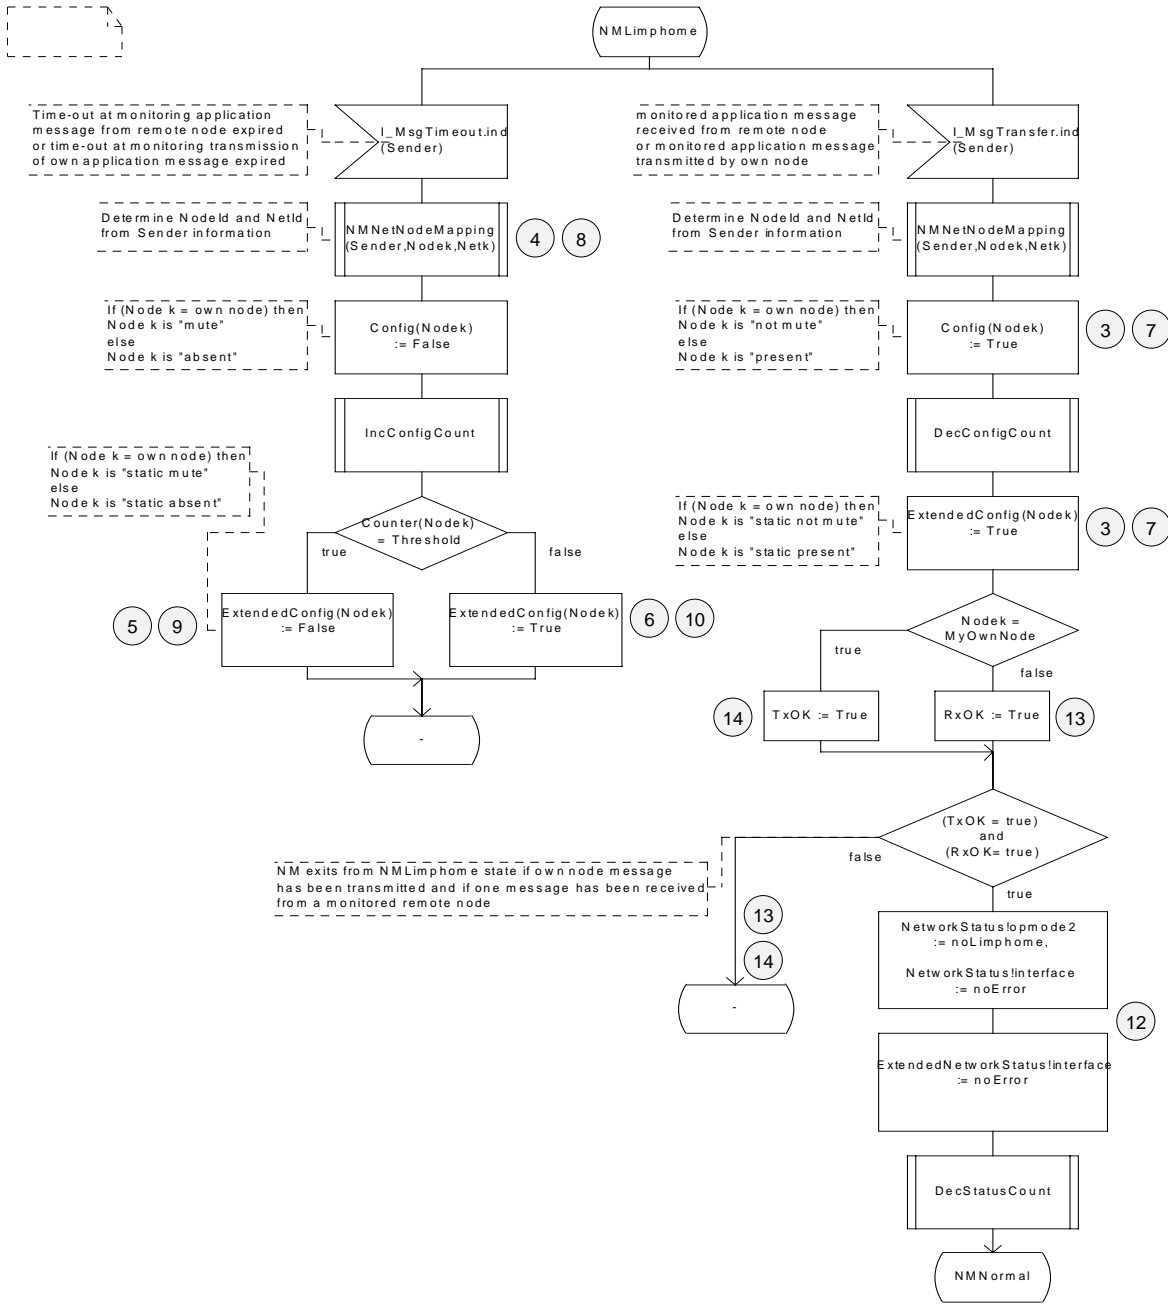 NMLimphome
Time-out at monitoring application
message from remote node expired
or time-out at monitoring transmission
of own application message expired
I_MsgTimeout.ind
(Sender)
Determine NodeId and NetId
from Sender information
NMNetNodeMapping
(Sender,Nodek,Netk)
4
8
If (Node k = own node) then
Node k is "mute"
else
Node k is "absent"
Config(Nodek)
:= False
IncConfigCount
If (Node k = own node) then
Node k is "static mute"
else
Node k is "static absent"
Counter(Nodek)
= Threshold
true
false
5
9
ExtendedConfig(Nodek)
:= False
ExtendedConfig(Nodek)
:= True
6
10
-
monitored application message
received from remote node
or monitored application message
transmitted by own node
I_MsgTransfer.ind
(Sender)
Determine NodeId and NetId
from Sender information
NMNetNodeMapping
(Sender,Nodek,Netk)
If (Node k = own node) then
Node k is "not mute"
else
Node k is "present"
Config(Nodek)
:= True
3
7
DecConfigCount
If (Node k = own node) then
Node k is "static not mute"
else
Node k is "static present"
ExtendedConfig(Nodek)
:= True
3
7
Nodek =
MyOwnNode
true
false
14
TxOK := True
RxOK := True
13
(TxOK = true)
and
(RxOK= true)
false
true
NM exits from NMLimphome state if own node message
has been transmitted and if one message has been received
from a monitored remote node
13
14
-
NetworkStatus!opmode2
:= noLimphome,
NetworkStatus!interface
:= noError
12
ExtendedNetworkStatus!interface
:= noError
DecStatusCount
NMNormal